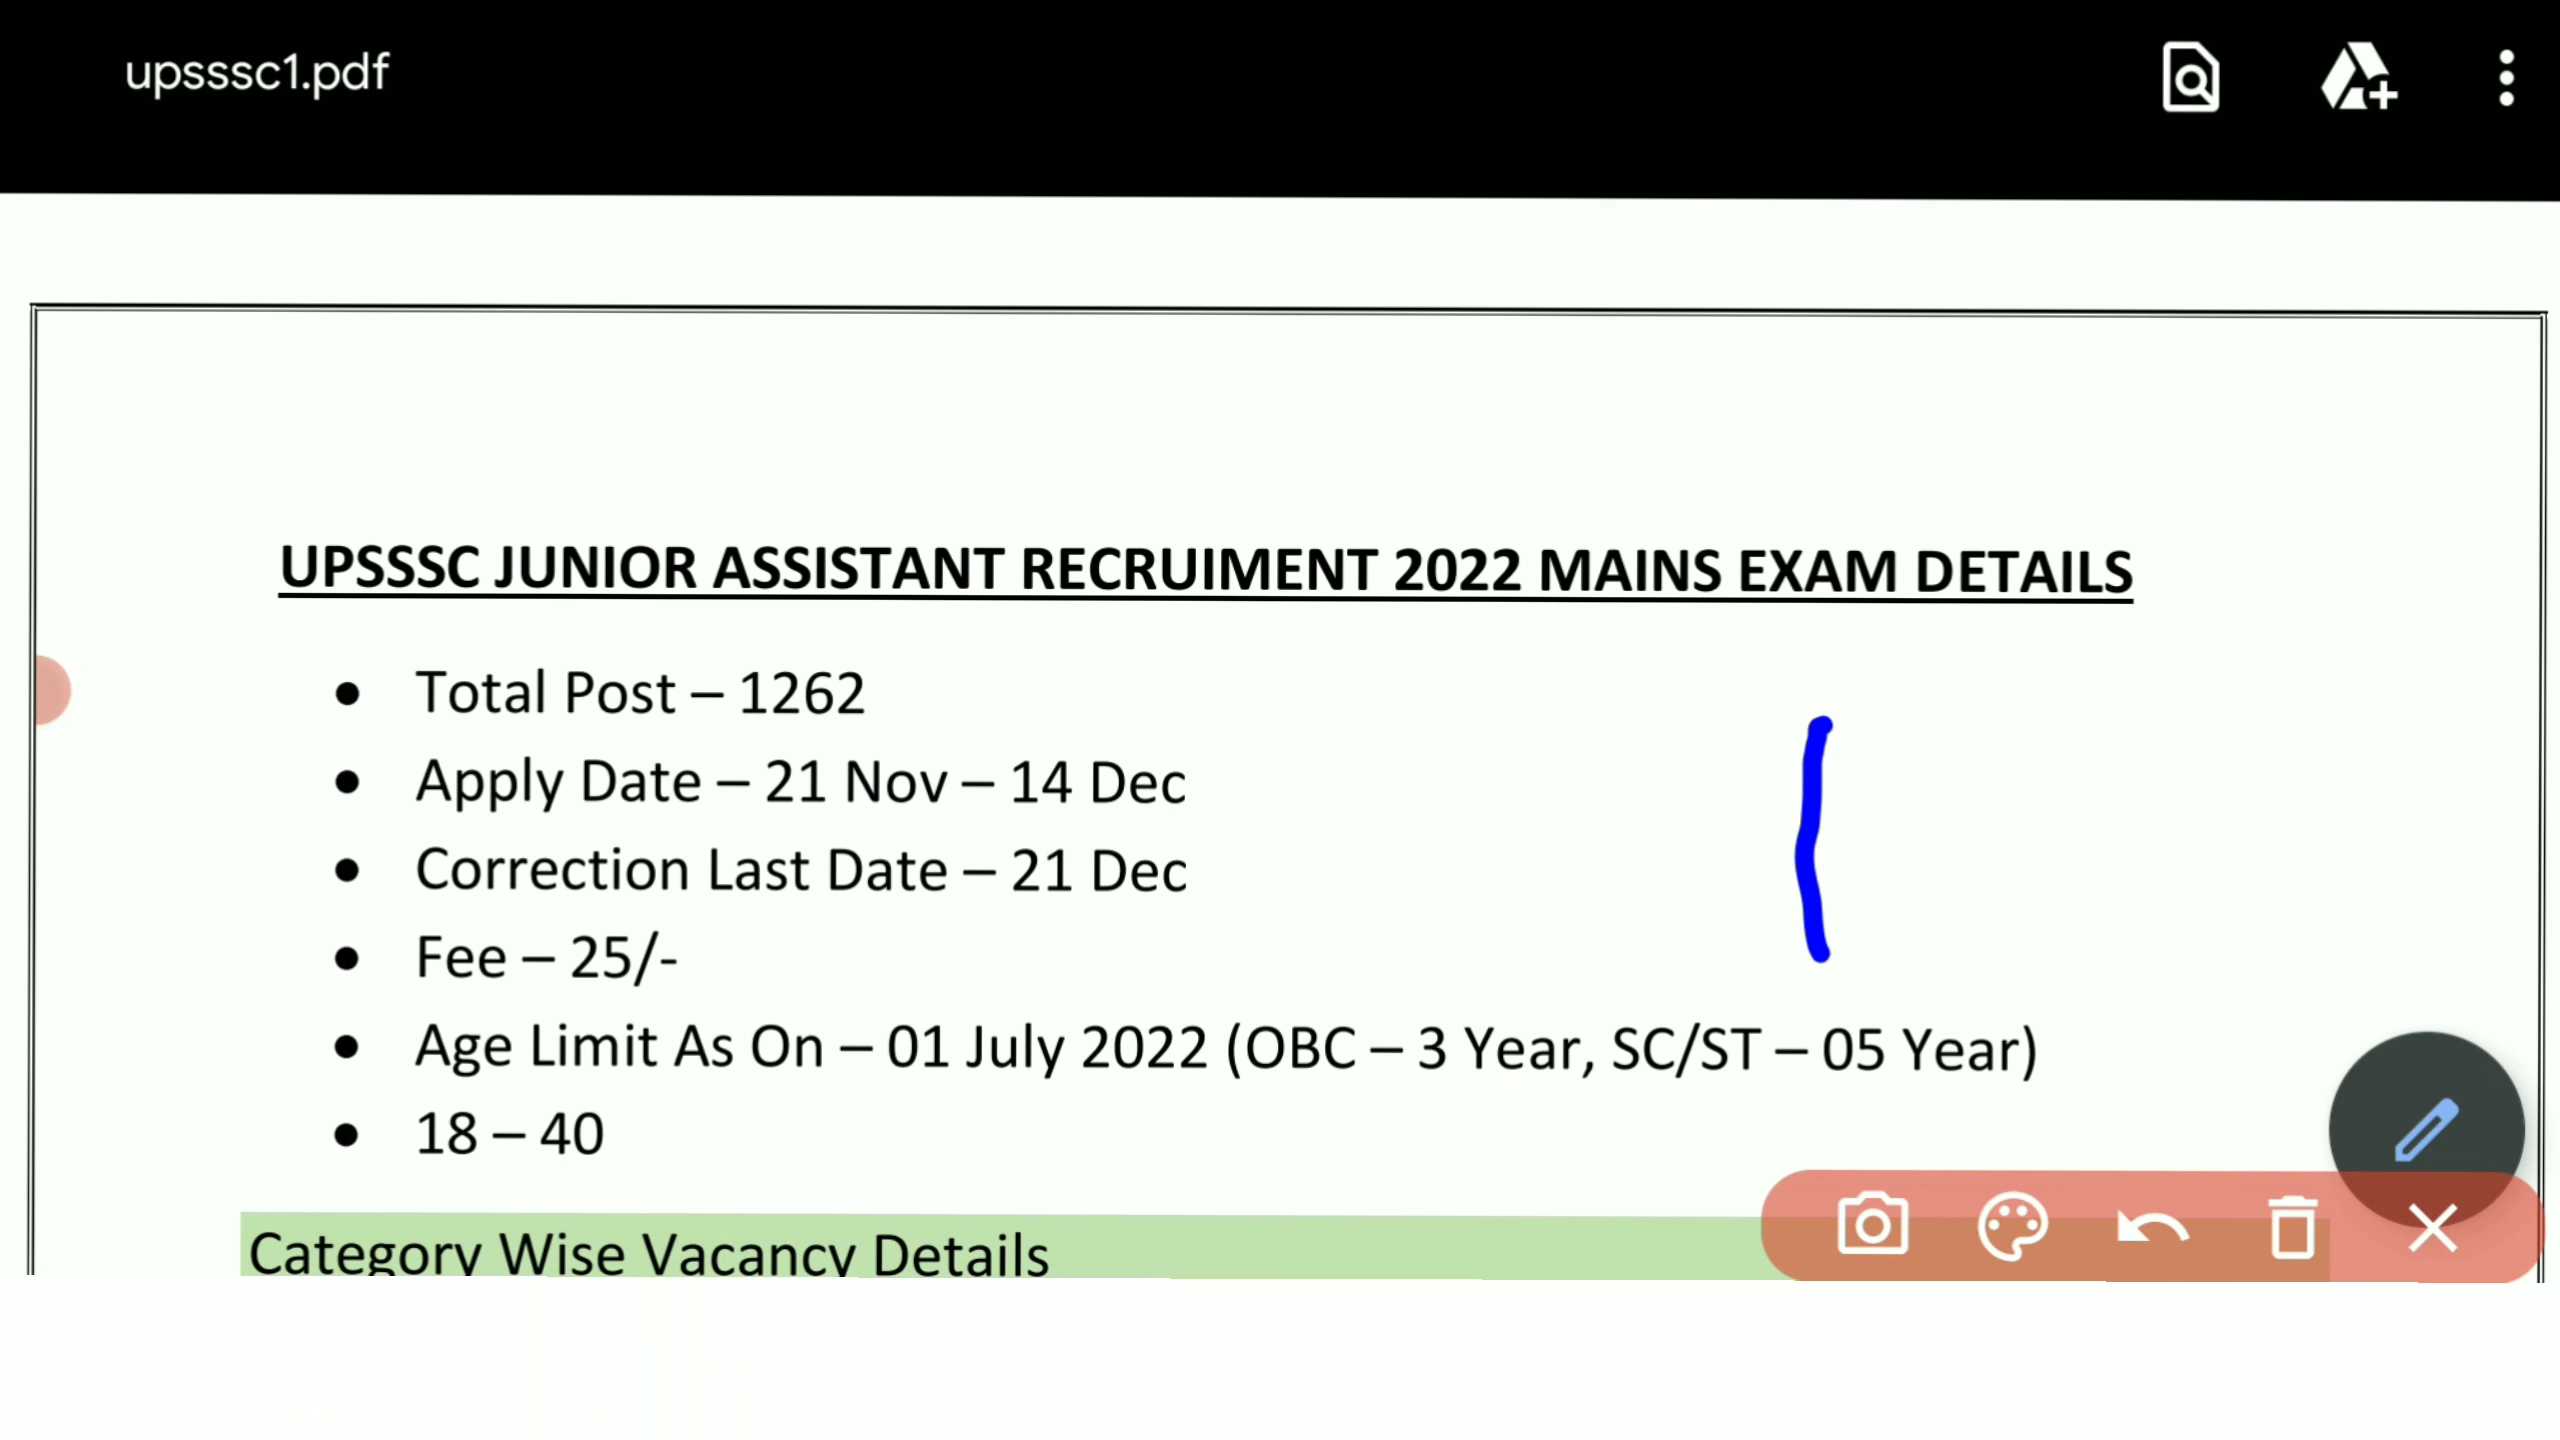 upsssc1.pdf
UPSSSC JUNIOR ASSISTANT RECRUIMENT 2022 MAINS EXAM DETAILS
• Total Post – 1262
• Apply Date – 21 Nov – 14 Dec
• Correction Last Date – 21 Dec
• Fee – 25/-
• Age Limit As On – 01 July 2022 (OBC – 3 Year, SC/ST – 05 Year)
• 18 – 40
Category Wise Vacancy Details